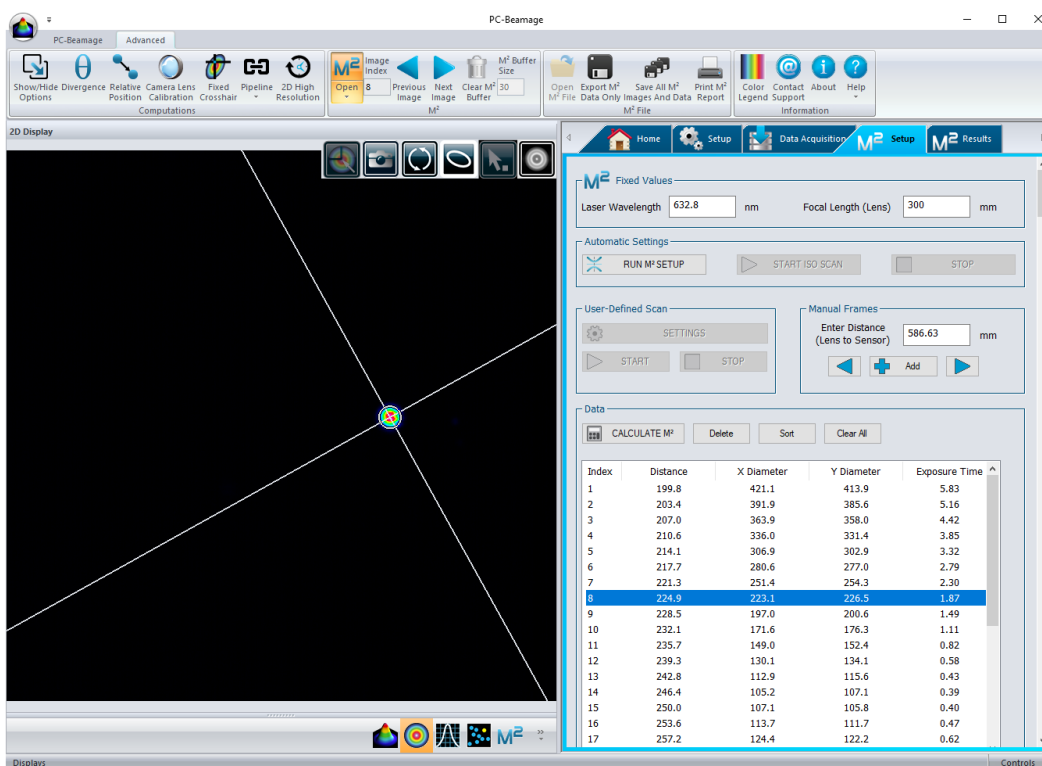 PC-Beamage
PC-Beamage Advanced
Show/Hide Options
Divergence
Relative Position
Camera Lens Calibration
Fixed Crosshair
Pipeline
2D High Resolution
Computations
M²
Open
Image Index
8
Previous Image
Next Image
Clear M² Buffer
M² Buffer Size
30
M²
Open M² File
Export M² Data Only
Save All M² Images And Data
Print M² Report
M² File
Color Legend
Contact Support
About
Help
Information
2D Display
Home
Setup
Data Acquisition
M² Setup
M² Results
M² Fixed Values
Laser Wavelength 632.8 nm Focal Length (Lens) 300 mm
Automatic Settings
RUN M² SETUP START ISO SCAN STOP
User-Defined Scan
SETTINGS
START STOP
Manual Frames
Enter Distance
(Lens to Sensor) 586.63 mm
Add
Data
CALCULATE M² Delete Sort Clear All
Index Distance X Diameter Y Diameter Exposure Time
1 199.8 421.1 413.9 5.83
2 203.4 391.9 385.6 5.16
3 207.0 363.9 358.0 4.42
4 210.6 336.0 331.4 3.85
5 214.1 306.9 302.9 3.32
6 217.7 280.6 277.0 2.79
7 221.3 251.4 254.3 2.30
8 224.9 223.1 226.5 1.87
9 228.5 197.0 200.6 1.49
10 232.1 171.6 176.3 1.11
11 235.7 149.0 152.4 0.82
12 239.3 130.1 134.1 0.58
13 242.8 112.9 115.6 0.43
14 246.4 105.2 107.1 0.39
15 250.0 107.1 105.8 0.40
16 253.6 113.7 111.7 0.47
17 257.2 124.4 122.2 0.62
M²
Displays
Controls